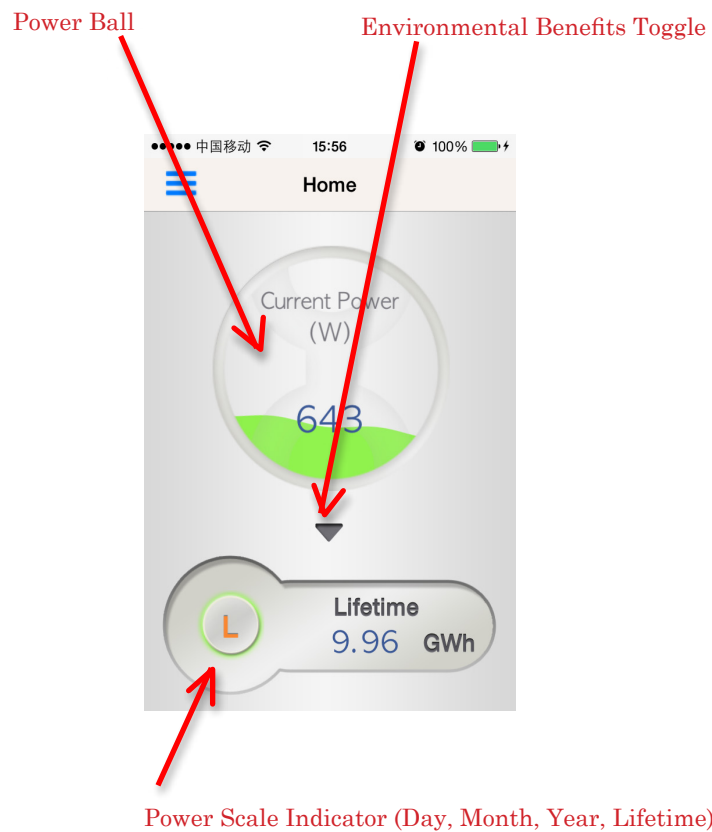 Power Ball
Environmental Benefits Toggle
中国移动 15:56 100%
Home
Current Power
(W)
643
L
Lifetime
9.96 GWh
Power Scale Indicator (Day, Month, Year, Lifetime)